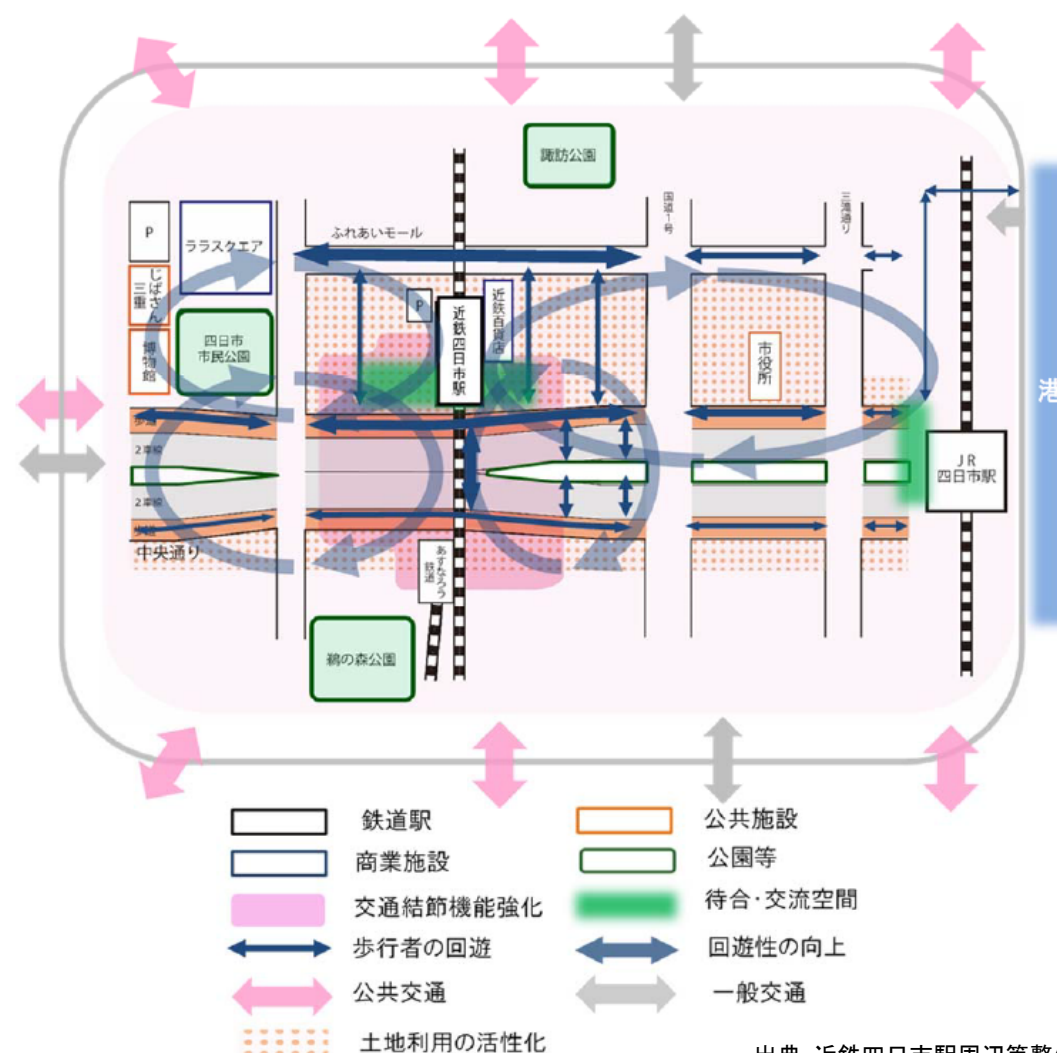 諏訪公園
国道1号
三滝通り
P
ララスクエア
ふれあいモール
じばさん
三重
P
近鉄四日市駅
近鉄百貨店
四日市
市民公園
博物館
市役所
港
歩道
2車線
JR
四日市駅
2車線
歩道
中央通り
あすなろう
鉄道
鵜の森公園
鉄道駅
公共施設
商業施設
公園等
交通結節機能強化
待合・交流空間
歩行者の回遊
回遊性の向上
公共交通
一般交通
土地利用の活性化